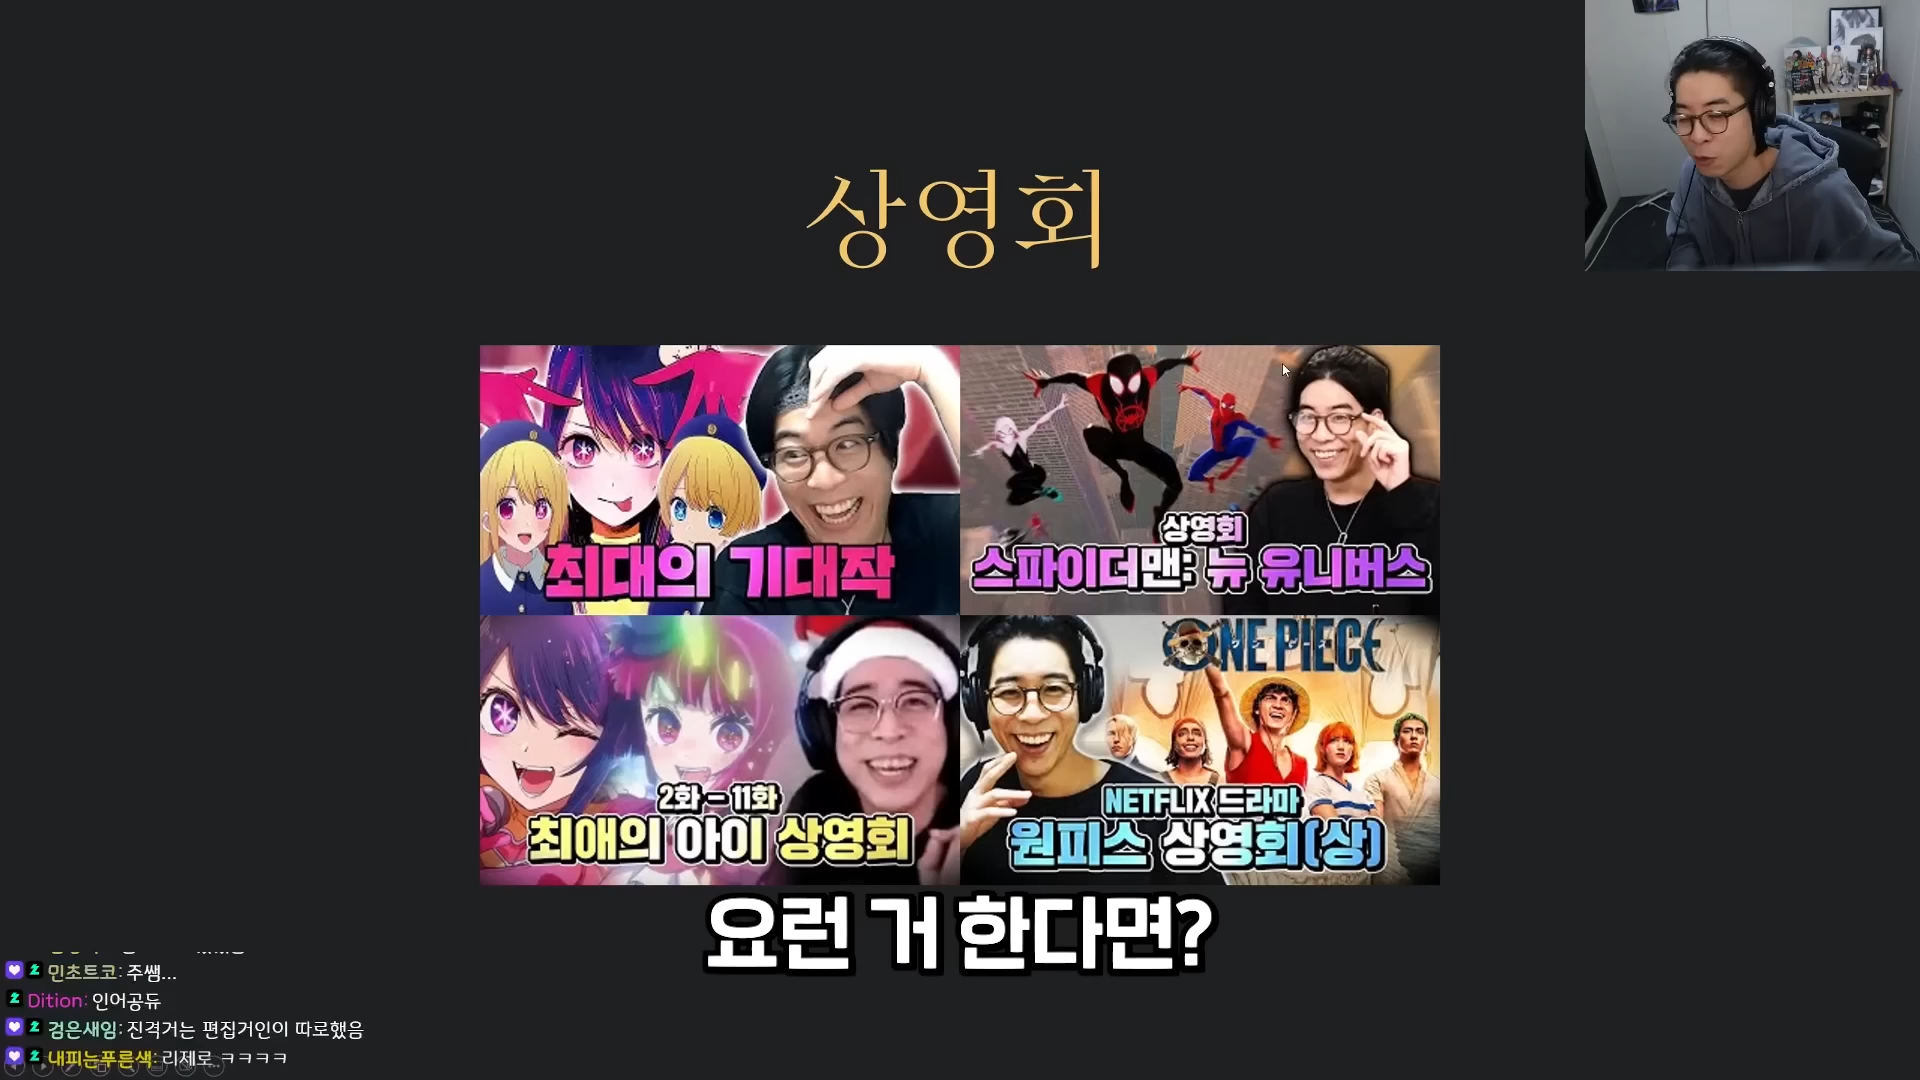 상영회
최대의 기대작
상영회
스파이더맨: 뉴 유니버스
2화 – 11화
최애의 아이 상영회
ONE PIECE
NETFLIX 드라마
원피스 상영회(상)
요런 거 한다면?
민초트코: 주쌤...
Dition: 인어공듀
검은새임: 진격거는 편집거인이 따로했음
내피는푸른색: 리제로 ㅋㅋㅋㅋ